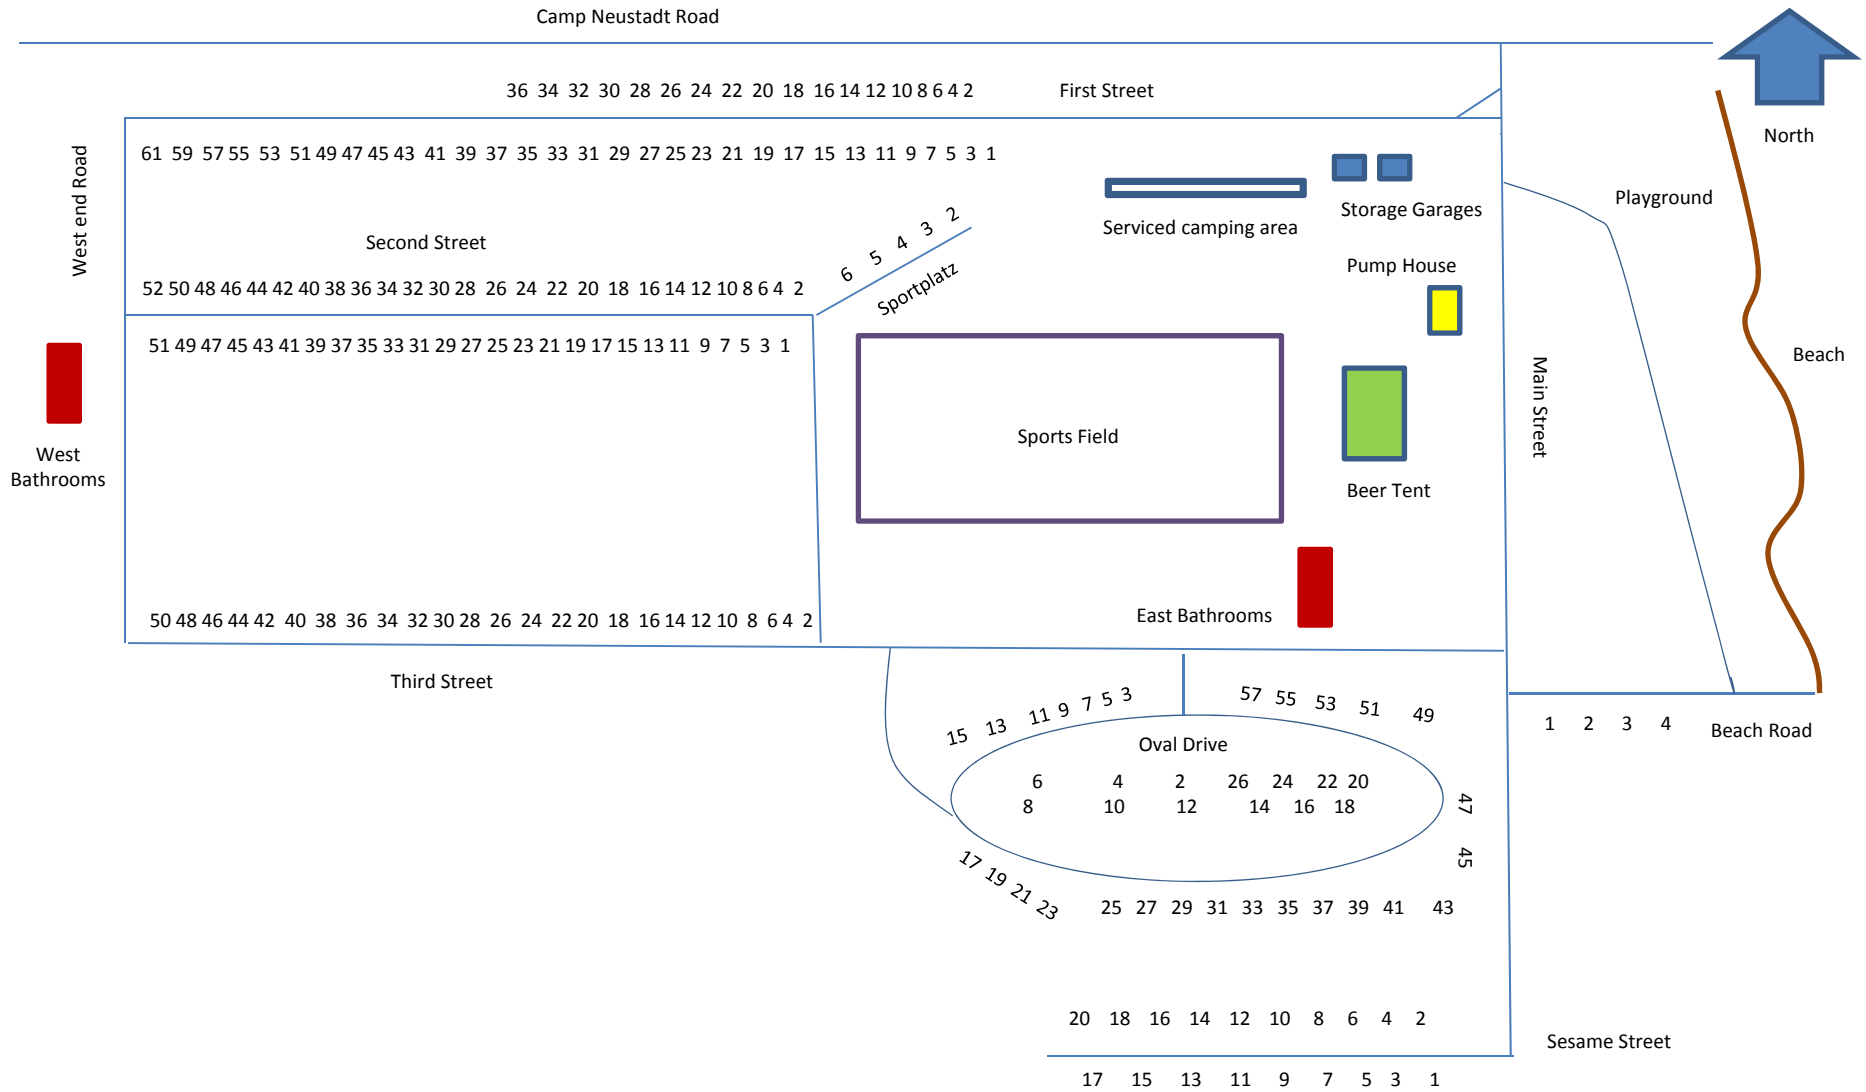 Camp Neustadt Road
36 34 32 30 28 26 24 22 20 18 16 14 12 10 8 6 4 2
First Street
North
61 59 57 55 53 51 49 47 45 43 41 39 37 35 33 31 29 27 25 23 21 19 17 15 13 11 9 7 5 3 1
West end Road
Playground
Storage Garages
Serviced camping area
Second Street
6 5 4 3 2
Sportplatz
Pump House
52 50 48 46 44 42 40 38 36 34 32 30 28 26 24 22 20 18 16 14 12 10 8 6 4 2
51 49 47 45 43 41 39 37 35 33 31 29 27 25 23 21 19 17 15 13 11 9 7 5 3 1
Beach
Main Street
Sports Field
West
Bathrooms
Beer Tent
East Bathrooms
50 48 46 44 42 40 38 36 34 32 30 28 26 24 22 20 18 16 14 12 10 8 6 4 2
Third Street
15 13 11 9 7 5 3
57 55 53 51 49
1 2 3 4
Beach Road
Oval Drive
6 4 2 26 24 22 20
8 10 12 14 16 18
47
45
17 19 21 23
25 27 29 31 33 35 37 39 41 43
20 18 16 14 12 10 8 6 4 2
Sesame Street
17 15 13 11 9 7 5 3 1